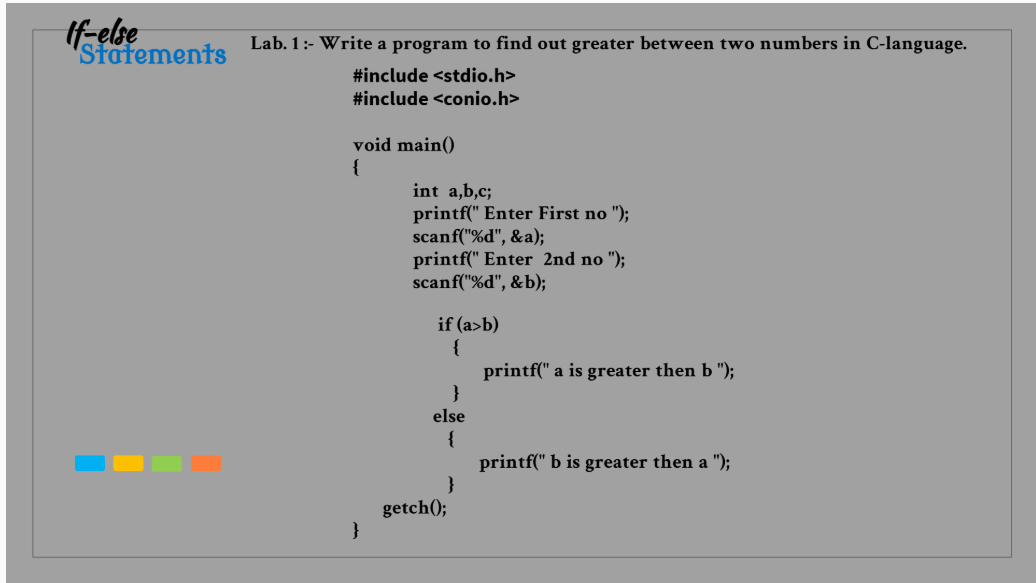 If-else
Statements
Lab. 1 :- Write a program to find out greater between two numbers in C-language.
#include <stdio.h>
#include <conio.h>
void main()
{
int a,b,c;
printf(" Enter First no ");
scanf("%d", &a);
printf(" Enter 2nd no ");
scanf("%d", &b);
if (a>b)
{
printf(" a is greater then b ");
}
else
{
printf(" b is greater then a ");
}
getch();
}